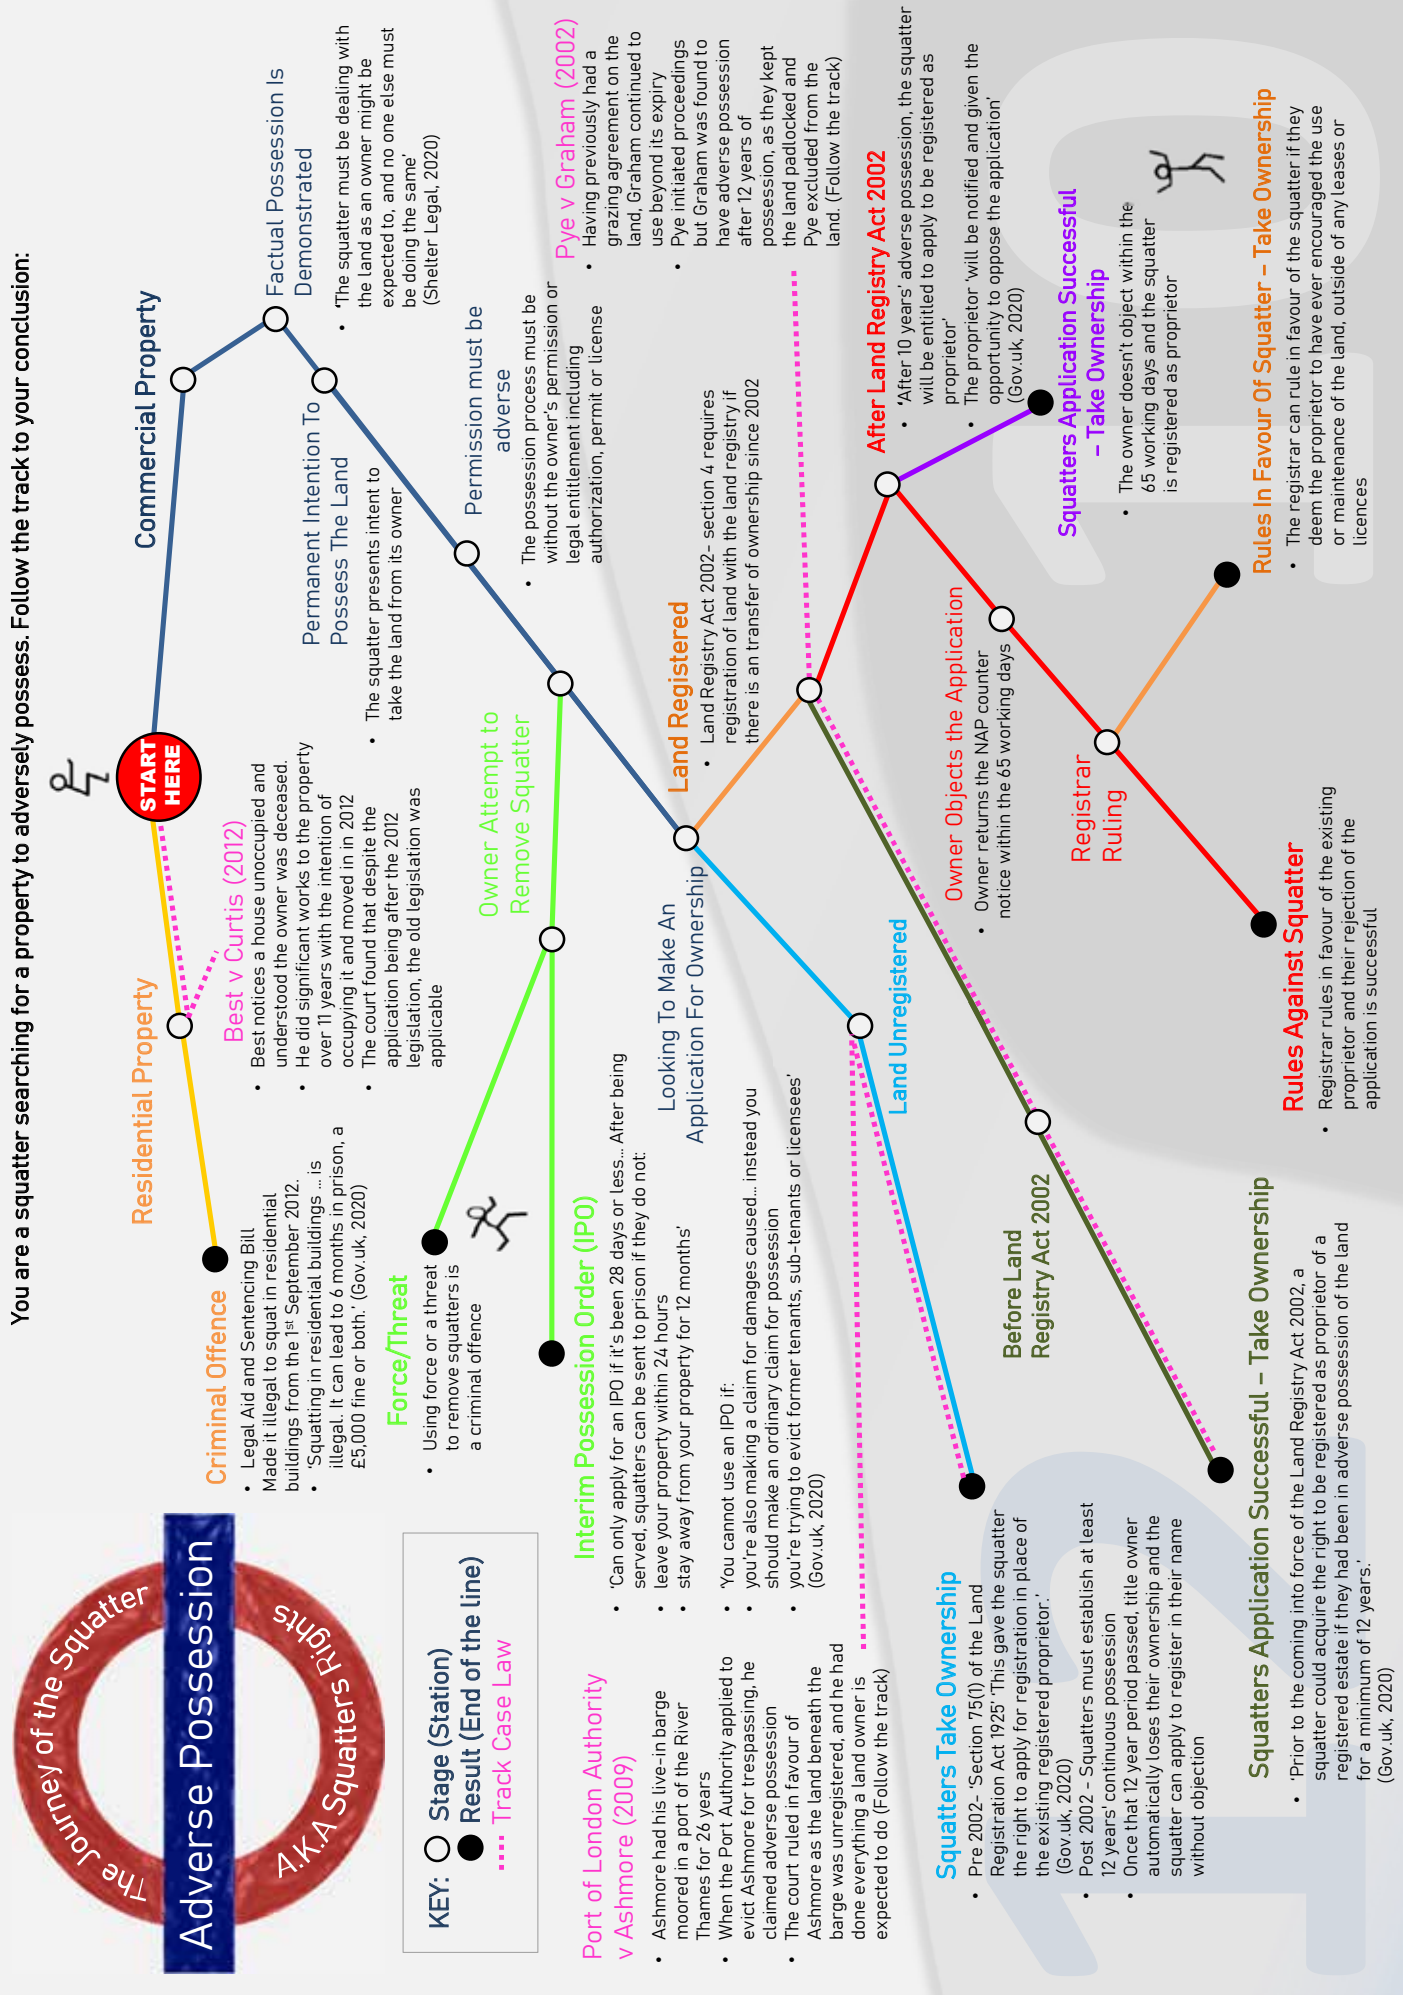 You are a squatter searching for a property to adversely possess. Follow the track to your conclusion:
The Journey of the Squatter
Adverse Possession
A.K.A Squatters Rights
KEY:
Stage (Station)
Result (End of the line)
Track Case Law
START
HERE
Residential Property
Criminal Offence
• Legal Aid and Sentencing Bill
Made it illegal to squat in residential
buildings from the 1st September 2012.
• ‘Squatting in residential buildings ... is
illegal. It can lead to 6 months in prison, a
£5,000 fine or both.’ (Gov.uk, 2020)
Best v Curtis (2012)
• Best notices a house unoccupied and
understood the owner was deceased.
• He did significant works to the property
over 11 years with the intention of
occupying it and moved in in 2012
• The court found that despite the
application being after the 2012
legislation, the old legislation was
applicable
Commercial Property
Factual Possession Is
Demonstrated
• ‘The squatter must be dealing with
the land as an owner might be
expected to, and no one else must
be doing the same’
(Shelter Legal, 2020)
Permanent Intention To
Possess The Land
• The squatter presents intent to
take the land from its owner
Permission must be
adverse
• The possession process must be
without the owner’s permission or
legal entitlement including
authorization, permit or license
Owner Attempt to
Remove Squatter
Force/Threat
• Using force or a threat
to remove squatters is
a criminal offence
Interim Possession Order (IPO)
• ‘Can only apply for an IPO if it’s been 28 days or less... After being
served, squatters can be sent to prison if they do not:
• leave your property within 24 hours
• stay away from your property for 12 months’
• ‘You cannot use an IPO if:
• you’re also making a claim for damages caused... instead you
should make an ordinary claim for possession
• you’re trying to evict former tenants, sub-tenants or licensees’
(Gov.uk, 2020)
Looking To Make An
Application For Ownership
Port of London Authority
v Ashmore (2009)
• Ashmore had his live-in barge
moored in a port of the River
Thames for 26 years
• When the Port Authority applied to
evict Ashmore for trespassing, he
claimed adverse possession
• The court ruled in favour of
Ashmore as the land beneath the
barge was unregistered, and he had
done everything a land owner is
expected to do (Follow the track)
Land Unregistered
Squatters Take Ownership
• Pre 2002- ‘Section 75(1) of the Land
Registration Act 1925’ ‘This gave the squatter
the right to apply for registration in place of
the existing registered proprietor.’
(Gov.uk, 2020)
• Post 2002 – Squatters must establish at least
12 years’ continuous possession
• Once that 12 year period passed, title owner
automatically loses their ownership and the
squatter can apply to register in their name
without objection
Land Registered
• Land Registry Act 2002- section 4 requires
registration of land with the land registry if
there is an transfer of ownership since 2002
Pye v Graham (2002)
• Having previously had a
grazing agreement on the
land, Graham continued to
use beyond its expiry
• Pye initiated proceedings
but Graham was found to
have adverse possession
after 12 years of
possession, as they kept
the land padlocked and
Pye excluded from the
land. (Follow the track)
Before Land
Registry Act 2002
Squatters Application Successful – Take Ownership
• ‘Prior to the coming into force of the Land Registry Act 2002, a
squatter could acquire the right to be registered as proprietor of a
registered estate if they had been in adverse possession of the land
for a minimum of 12 years.’
(Gov.uk, 2020)
After Land Registry Act 2002
• ‘After 10 years’ adverse possession, the squatter
will be entitled to apply to be registered as
proprietor’
• The proprietor ‘will be notified and given the
opportunity to oppose the application’
(Gov.uk, 2020)
Squatters Application Successful
– Take Ownership
• The owner doesn’t object within the
65 working days and the squatter
is registered as proprietor
Owner Objects the Application
• Owner returns the NAP counter
notice within the 65 working days
Registrar
Ruling
Rules In Favour Of Squatter – Take Ownership
• The registrar can rule in favour of the squatter if they
deem the proprietor to have ever encouraged the use
or maintenance of the land, outside of any leases or
licences
Rules Against Squatter
• Registrar rules in favour of the existing
proprietor and their rejection of the
application is successful
12
10